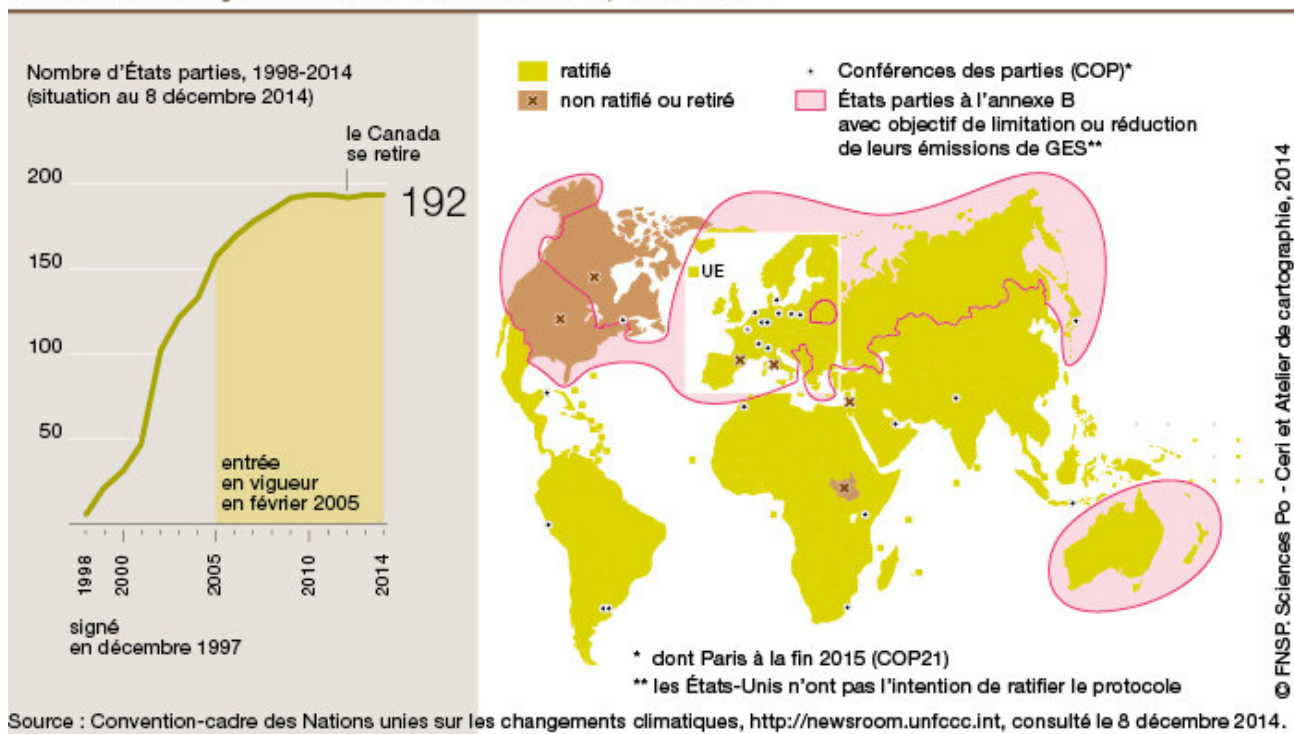 Nombre d'États parties, 1998-2014
(situation au 8 décembre 2014)
le Canada
se retire
200
192
150
100
50
entrée
en vigueur
en février 2005
1998
2000
2005
2010
2014
signé
en décembre 1997
ratifié
non ratifié ou retiré
Conférences des parties (COP)*
États parties à l'annexe B
avec objectif de limitation ou réduction
de leurs émissions de GES**
UE
* dont Paris à la fin 2015 (COP21)
** les États-Unis n'ont pas l'intention de ratifier le protocole
© FNSP. Sciences Po - Ceri et Atelier de cartographie, 2014
Source : Convention-cadre des Nations unies sur les changements climatiques, http://newsroom.unfccc.int, consulté le 8 décembre 2014.